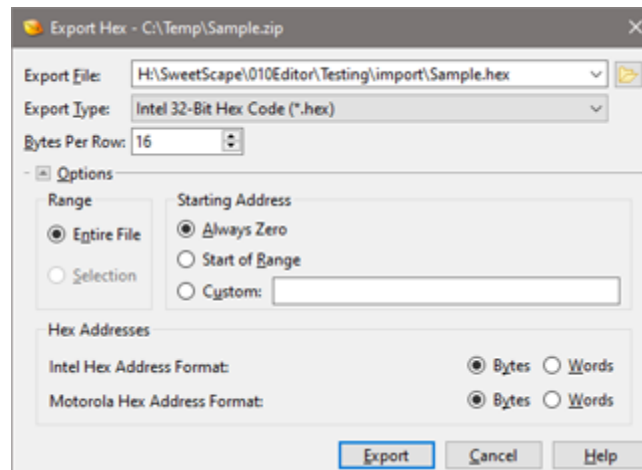 Export Hex - C:\Temp\Sample.zip
Export File: H:\SweetScape\010Editor\Testing\import\Sample.hex
Export Type: Intel 32-Bit Hex Code (*.hex)
Bytes Per Row: 16
Options
Range
Entire File
Selection
Starting Address
Always Zero
Start of Range
Custom:
Hex Addresses
Intel Hex Address Format: Bytes Words
Motorola Hex Address Format: Bytes Words
Export Cancel Help